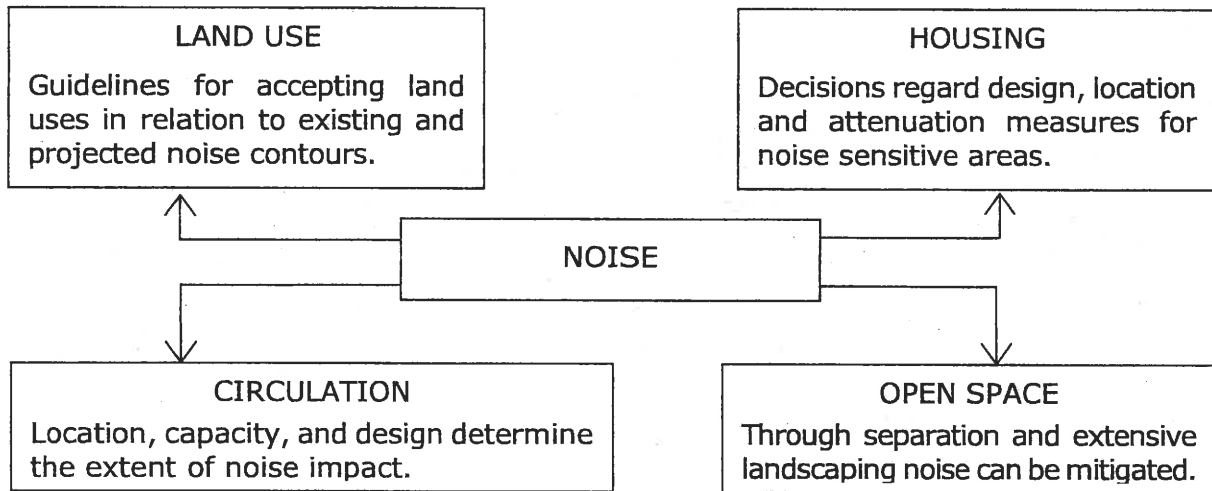 LAND USE
Guidelines for accepting land
uses in relation to existing and
projected noise contours.
HOUSING
Decisions regard design, location
and attenuation measures for
noise sensitive areas.
NOISE
CIRCULATION
Location, capacity, and design determine
the extent of noise impact.
OPEN SPACE
Through separation and extensive
landscaping noise can be mitigated.